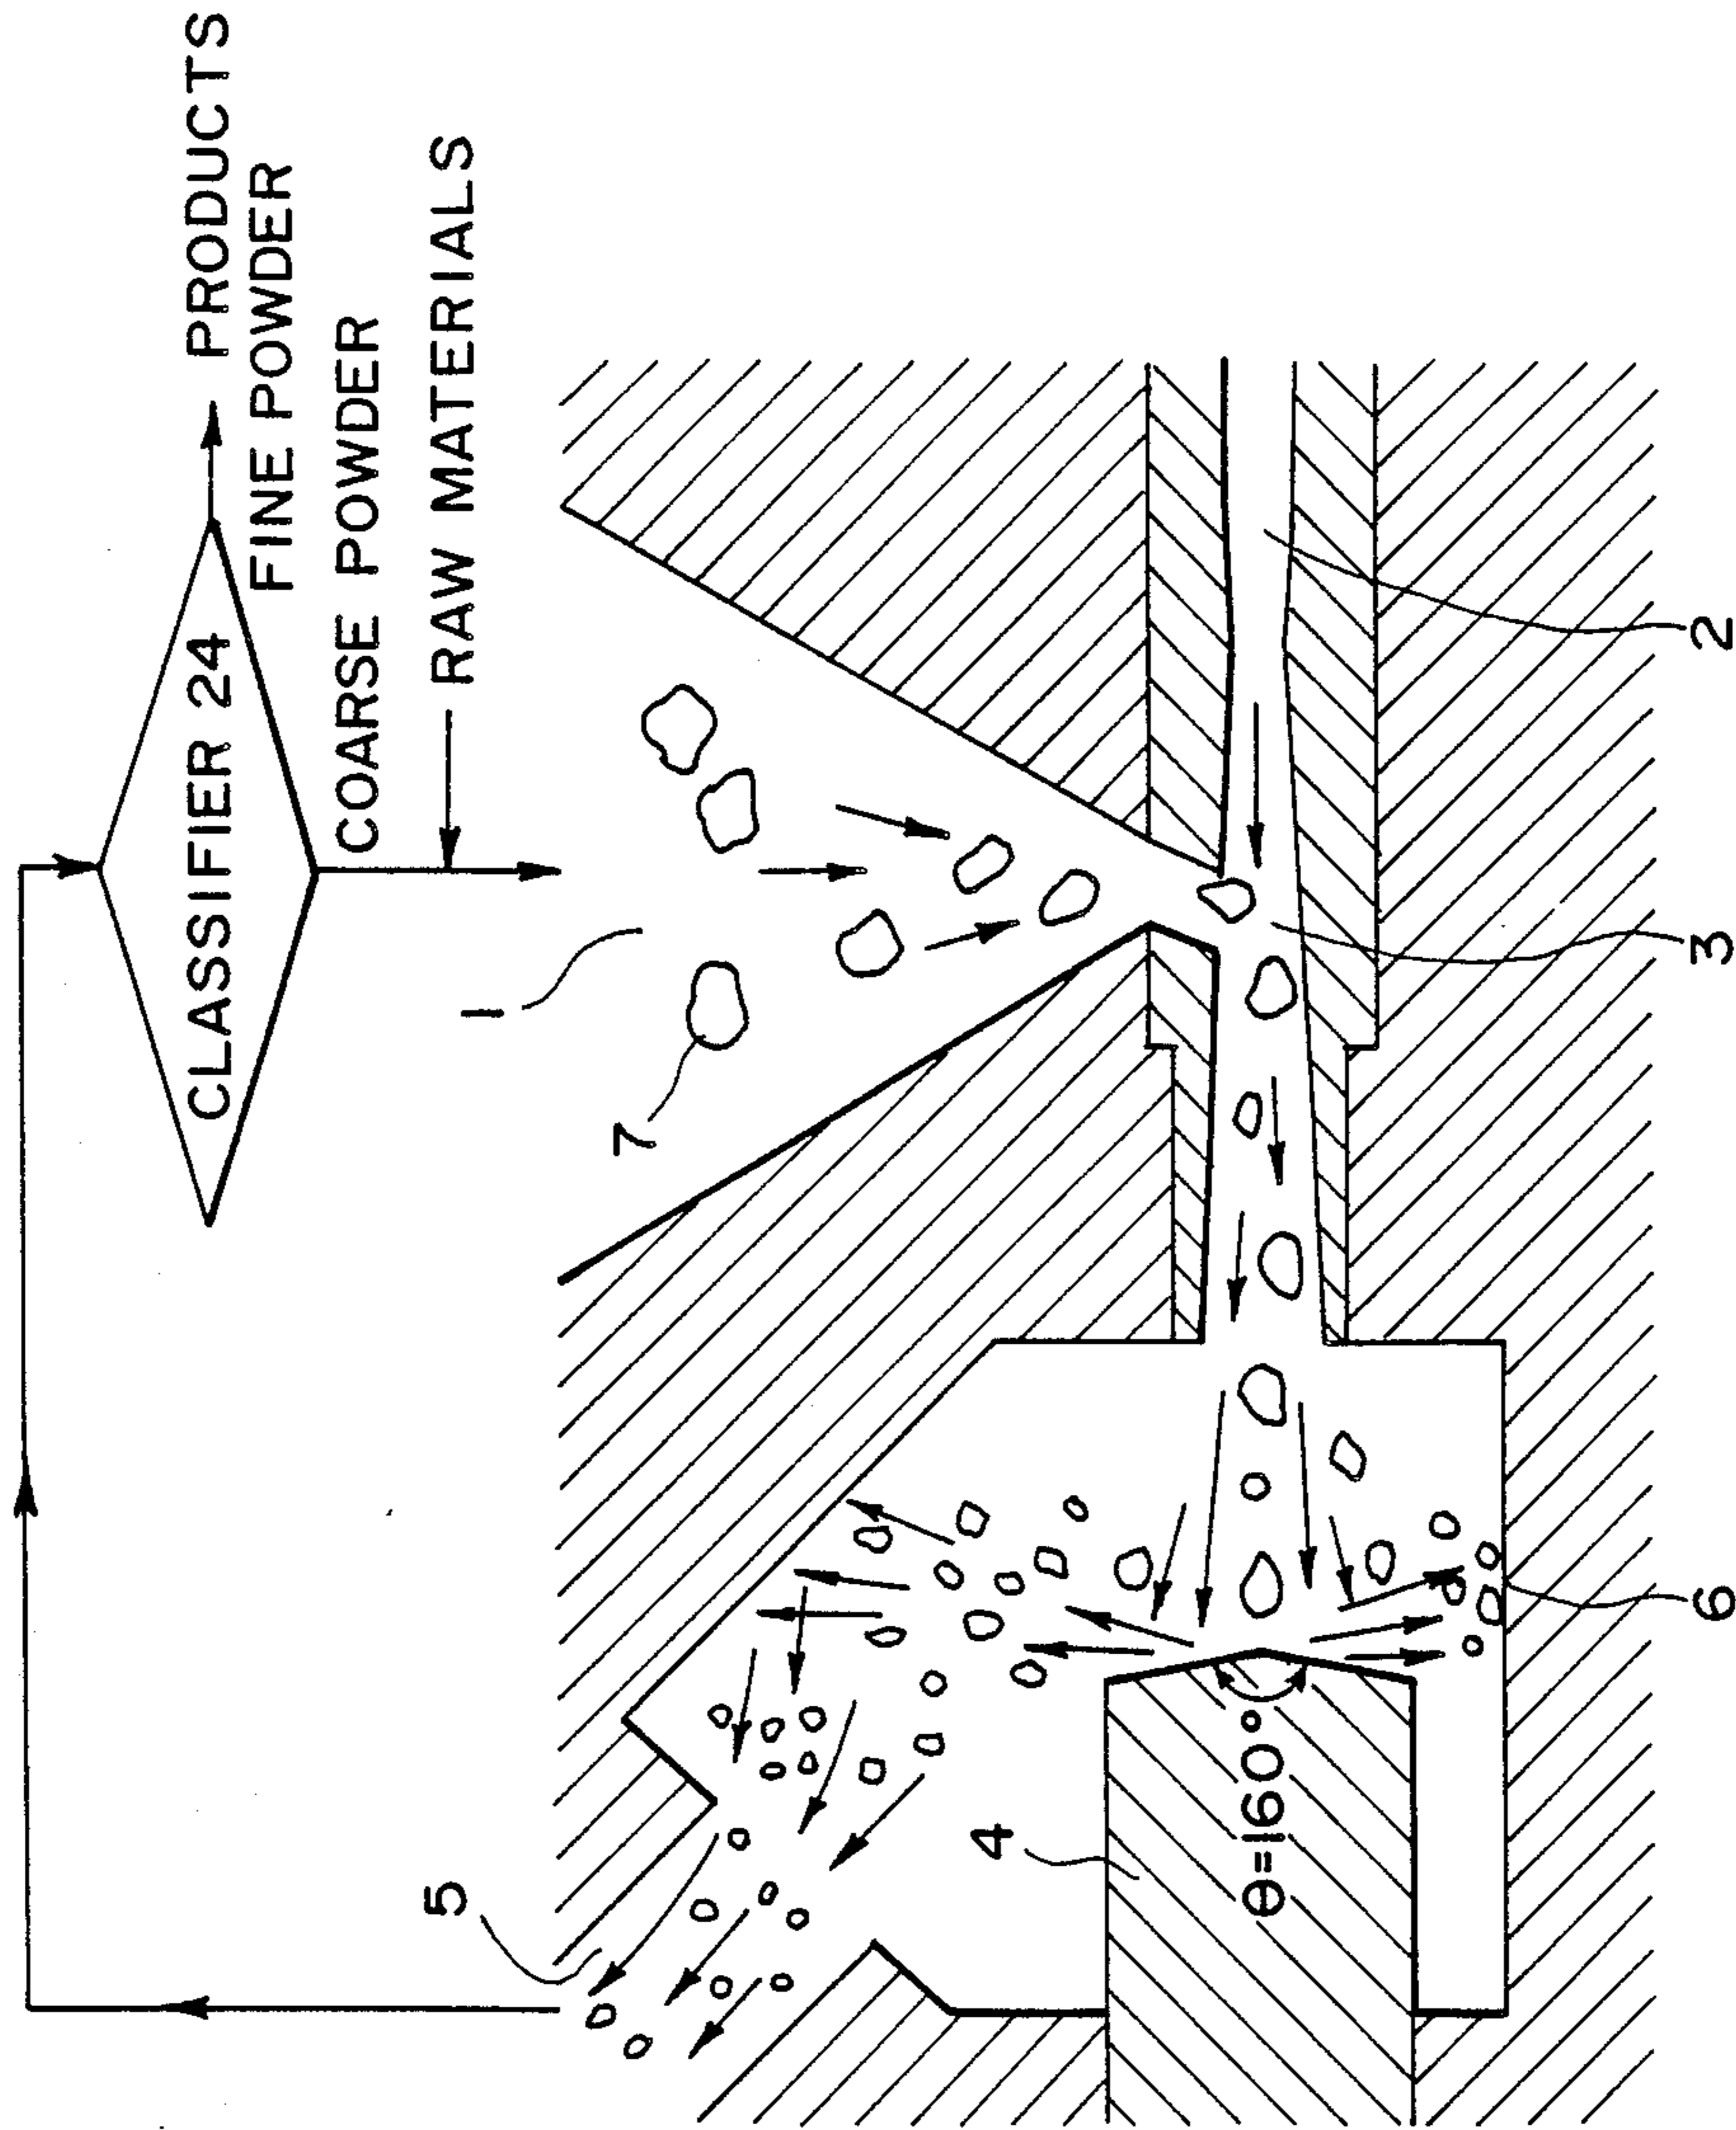 CLASSIFIER 24
PRODUCTS
FINE POWDER
COARSE POWDER
RAW MATERIALS
1
7
5
4
θ=160°
2
3
6